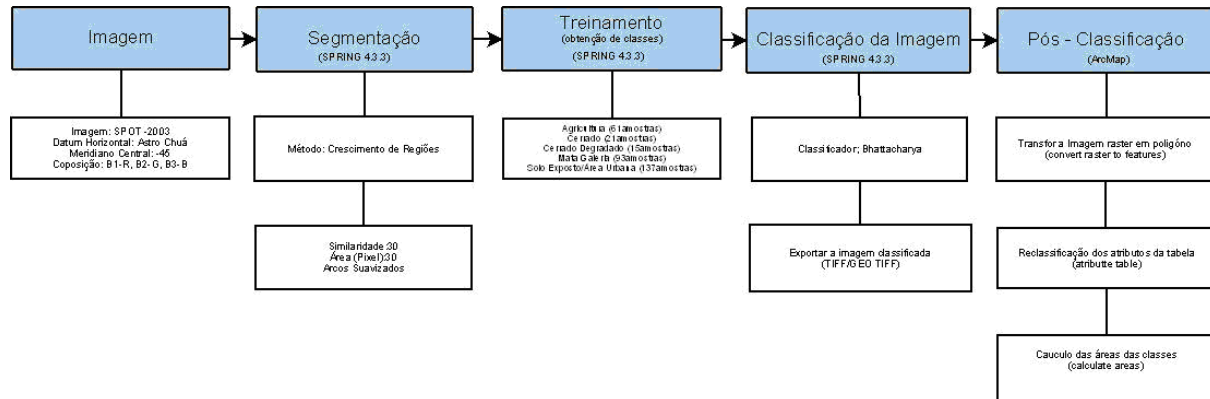 Imagem
Imagem: SPOT -2003
Datum Horizontal: Astro Chuá
Meridiano Central: -45
Coposição: B1-R, B2-G, B3-B
Segmentação
(SPRING 4.3.3)
Método: Crescimento de Regiões
Similaridade:30
Área (Pixel):30
Arcos Suavizados
Treinamento
(obtenção de classes)
(SPRING 4.3.3)
Agricultura (61amostras)
Cerrado (21amostras)
Cerrado Degradado (15amostras)
Mata Galeria (93amostras)
Solo Exposto/Área Urbana (137amostras)
Classificação da Imagem
(SPRING 4.3.3)
Classificador; Bhattacharya
Exportar a imagem classificada
(TIFF/GEO TIFF)
Pós - Classificação
(ArcMap)
Transfor a Imagem raster em poligóno
(convert raster to features)
Reclassificação dos atributos da tabela
(atributte table)
Cauculo das áreas das classes
(calculate areas)